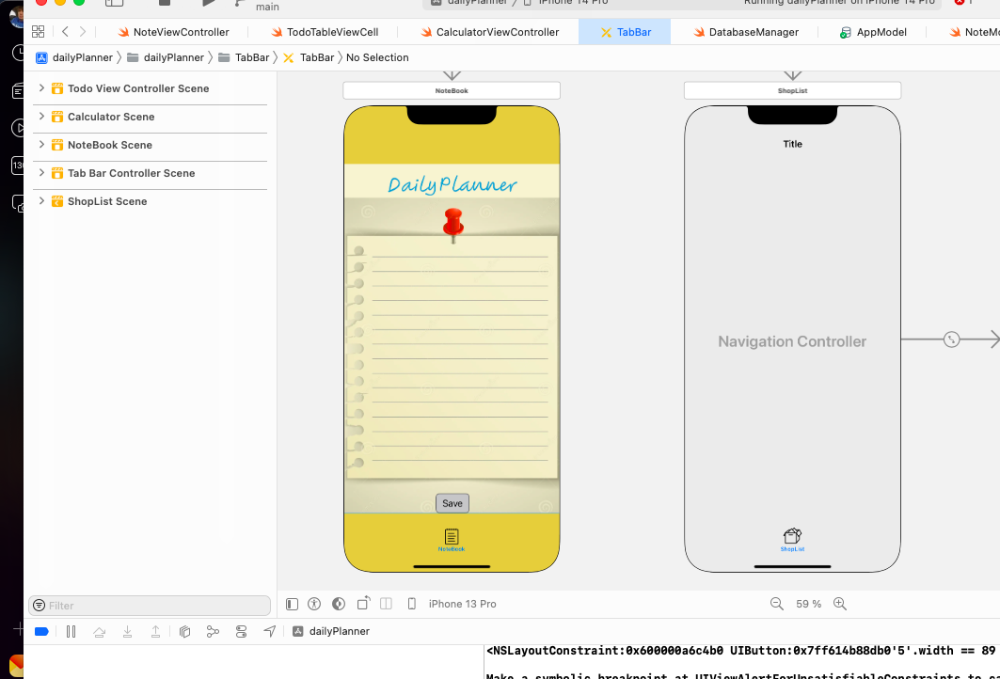 main
dailyPlanner
iPhone 14 Pro
Running dailyPlanner on iPhone 14 Pro
1
NoteViewController
TodoTableViewCell
CalculatorViewController
TabBar
DatabaseManager
AppModel
NoteMo
dailyPlanner
dailyPlanner
TabBar
TabBar
No Selection
Todo View Controller Scene
Calculator Scene
NoteBook Scene
Tab Bar Controller Scene
ShopList Scene
NoteBook
DailyPlanner
Save
NoteBook
ShopList
Title
Navigation Controller
ShopList
Filter
iPhone 13 Pro
59 %
dailyPlanner
<NSLayoutConstraint:0x600000a6c4b0 UIButton:0x7ff614b88db0'5'.width == 89
Make a symbolic breakpoint at UIViewAlertForUnsatisfiableConstraints to ca